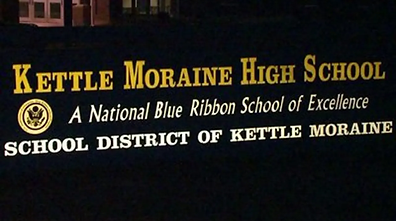 KETTLE MORAINE HIGH SCHOOL
A National Blue Ribbon School of Excellence
SCHOOL DISTRICT OF KETTLE MORAINE